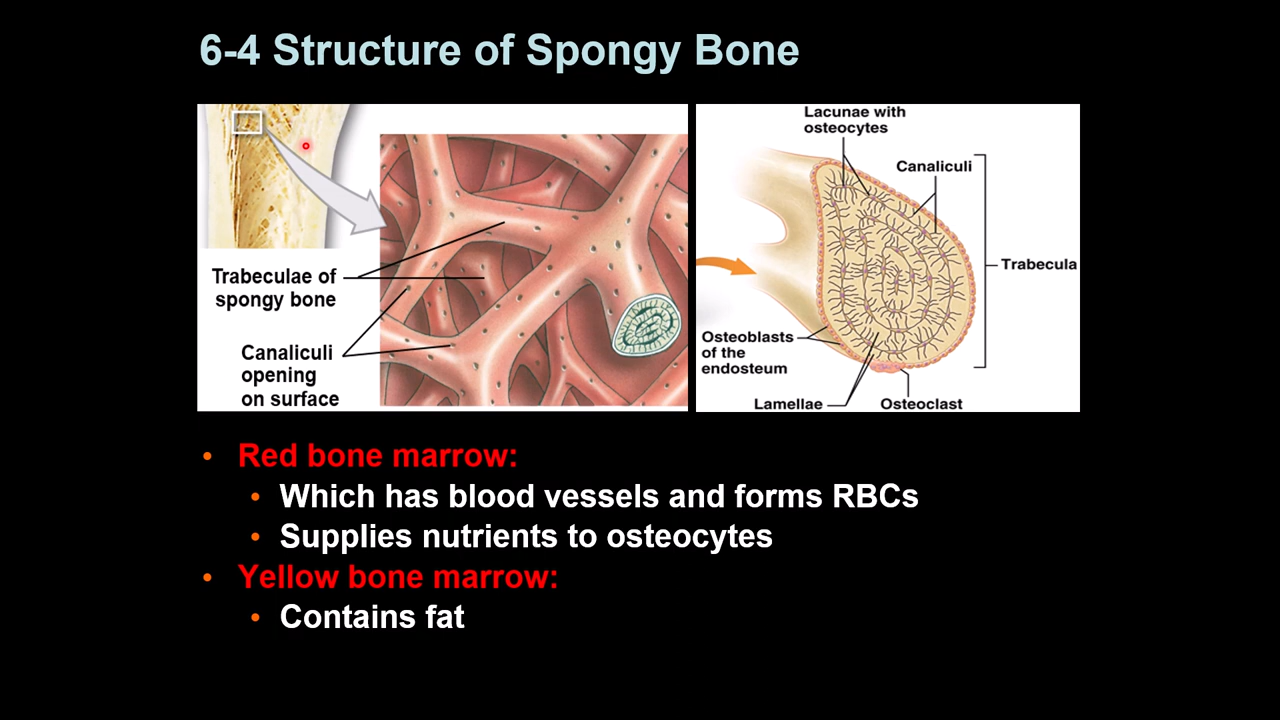 6-4 Structure of Spongy Bone
Trabeculae of
spongy bone
Canaliculi
opening
on surface
Lacunae with
osteocytes
Canaliculi
Trabecula
Osteoblasts
of the
endosteum
Lamellae
Osteoclast
• Red bone marrow:
• Which has blood vessels and forms RBCs
• Supplies nutrients to osteocytes
• Yellow bone marrow:
• Contains fat